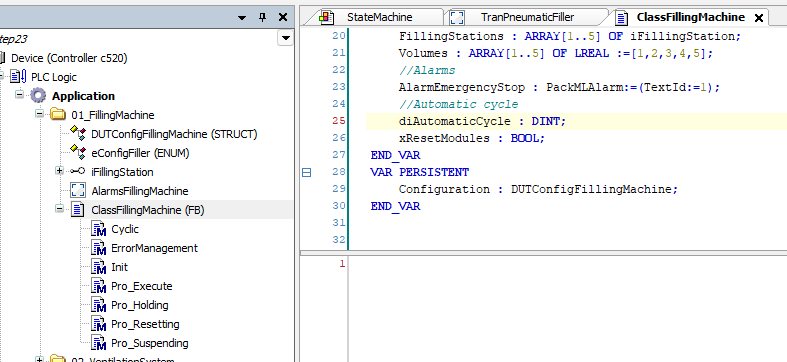 tep23
Device (Controller c520)
PLC Logic
Application
01_FillingMachine
DUTConfigFillingMachine (STRUCT)
eConfigFiller (ENUM)
iFillingStation
AlarmsFillingMachine
ClassFillingMachine (FB)
Cyclic
ErrorManagement
Init
Pro_Execute
Pro_Holding
Pro_Resetting
Pro_Suspending
02_VentilationSystem
StateMachine
TranPneumaticFiller
ClassFillingMachine
20 FillingStations : ARRAY[1..5] OF iFillingStation;
21 Volumes : ARRAY[1..5] OF LREAL :=[1,2,3,4,5];
22 //Alarms
23 AlarmEmergencyStop : PackMLAlarm:=(TextId:=1);
24 //Automatic cycle
25 diAutomaticCycle : DINT;
26 xResetModules : BOOL;
27 END_VAR
28 VAR PERSISTENT
29 Configuration : DUTConfigFillingMachine;
30 END_VAR
31
32
1